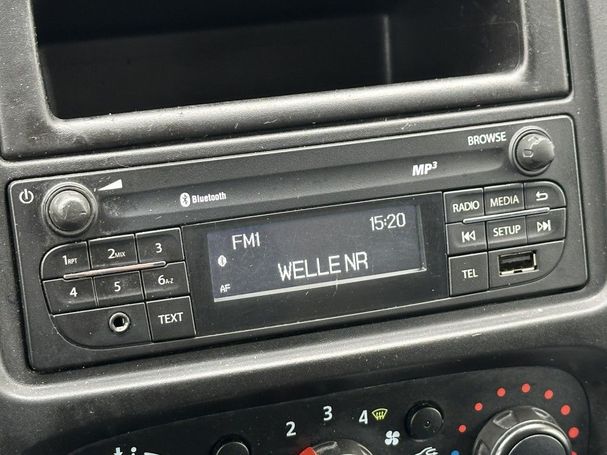 BROWSE
MP3
Bluetooth
RADIO MEDIA
FM1 15:20
WELLE NR
AF
1RPT 2MIX 3
4 5 6A-Z
TEXT
SETUP
TEL
2 3 4